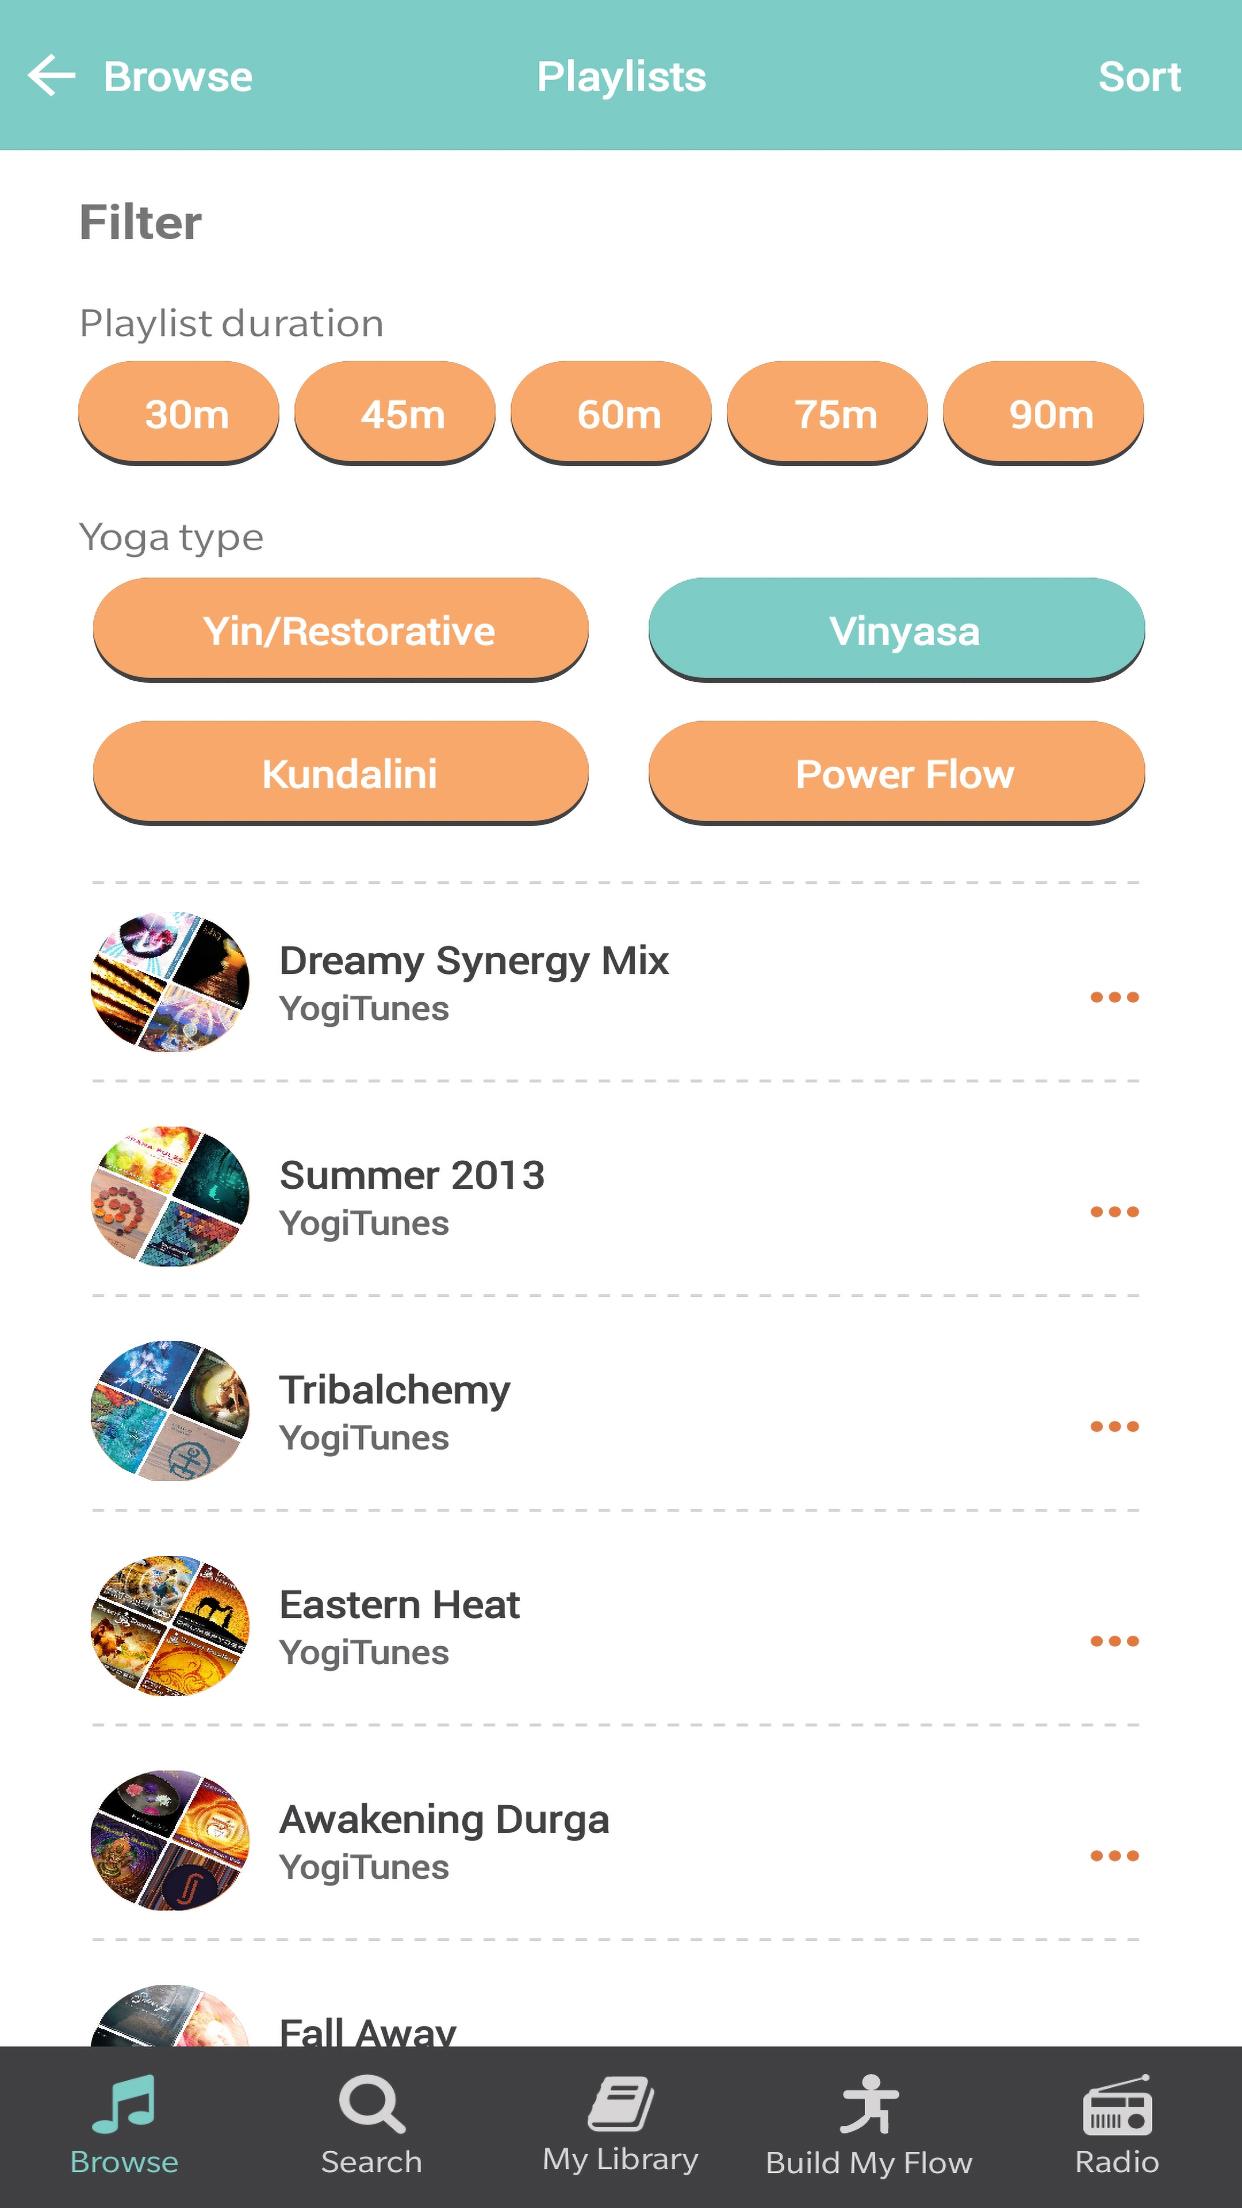 Browse
Playlists
Sort
Filter
Playlist duration
30m 45m 60m 75m 90m
Yoga type
Yin/Restorative Vinyasa
Kundalini Power Flow
Dreamy Synergy Mix
YogiTunes
Summer 2013
YogiTunes
Tribalchemy
YogiTunes
Eastern Heat
YogiTunes
Awakening Durga
YogiTunes
Fall Away
Browse Search My Library Build My Flow Radio